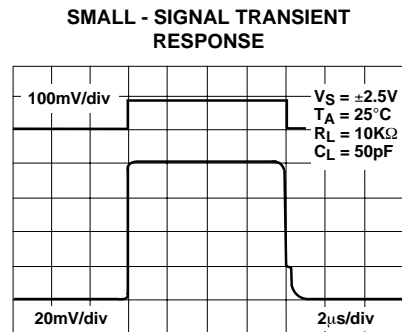 SMALL - SIGNAL TRANSIENT
RESPONSE
100mV/div
VS = ±2.5V
TA = 25°C
RL = 10KΩ
CL = 50pF
20mV/div
2µs/div